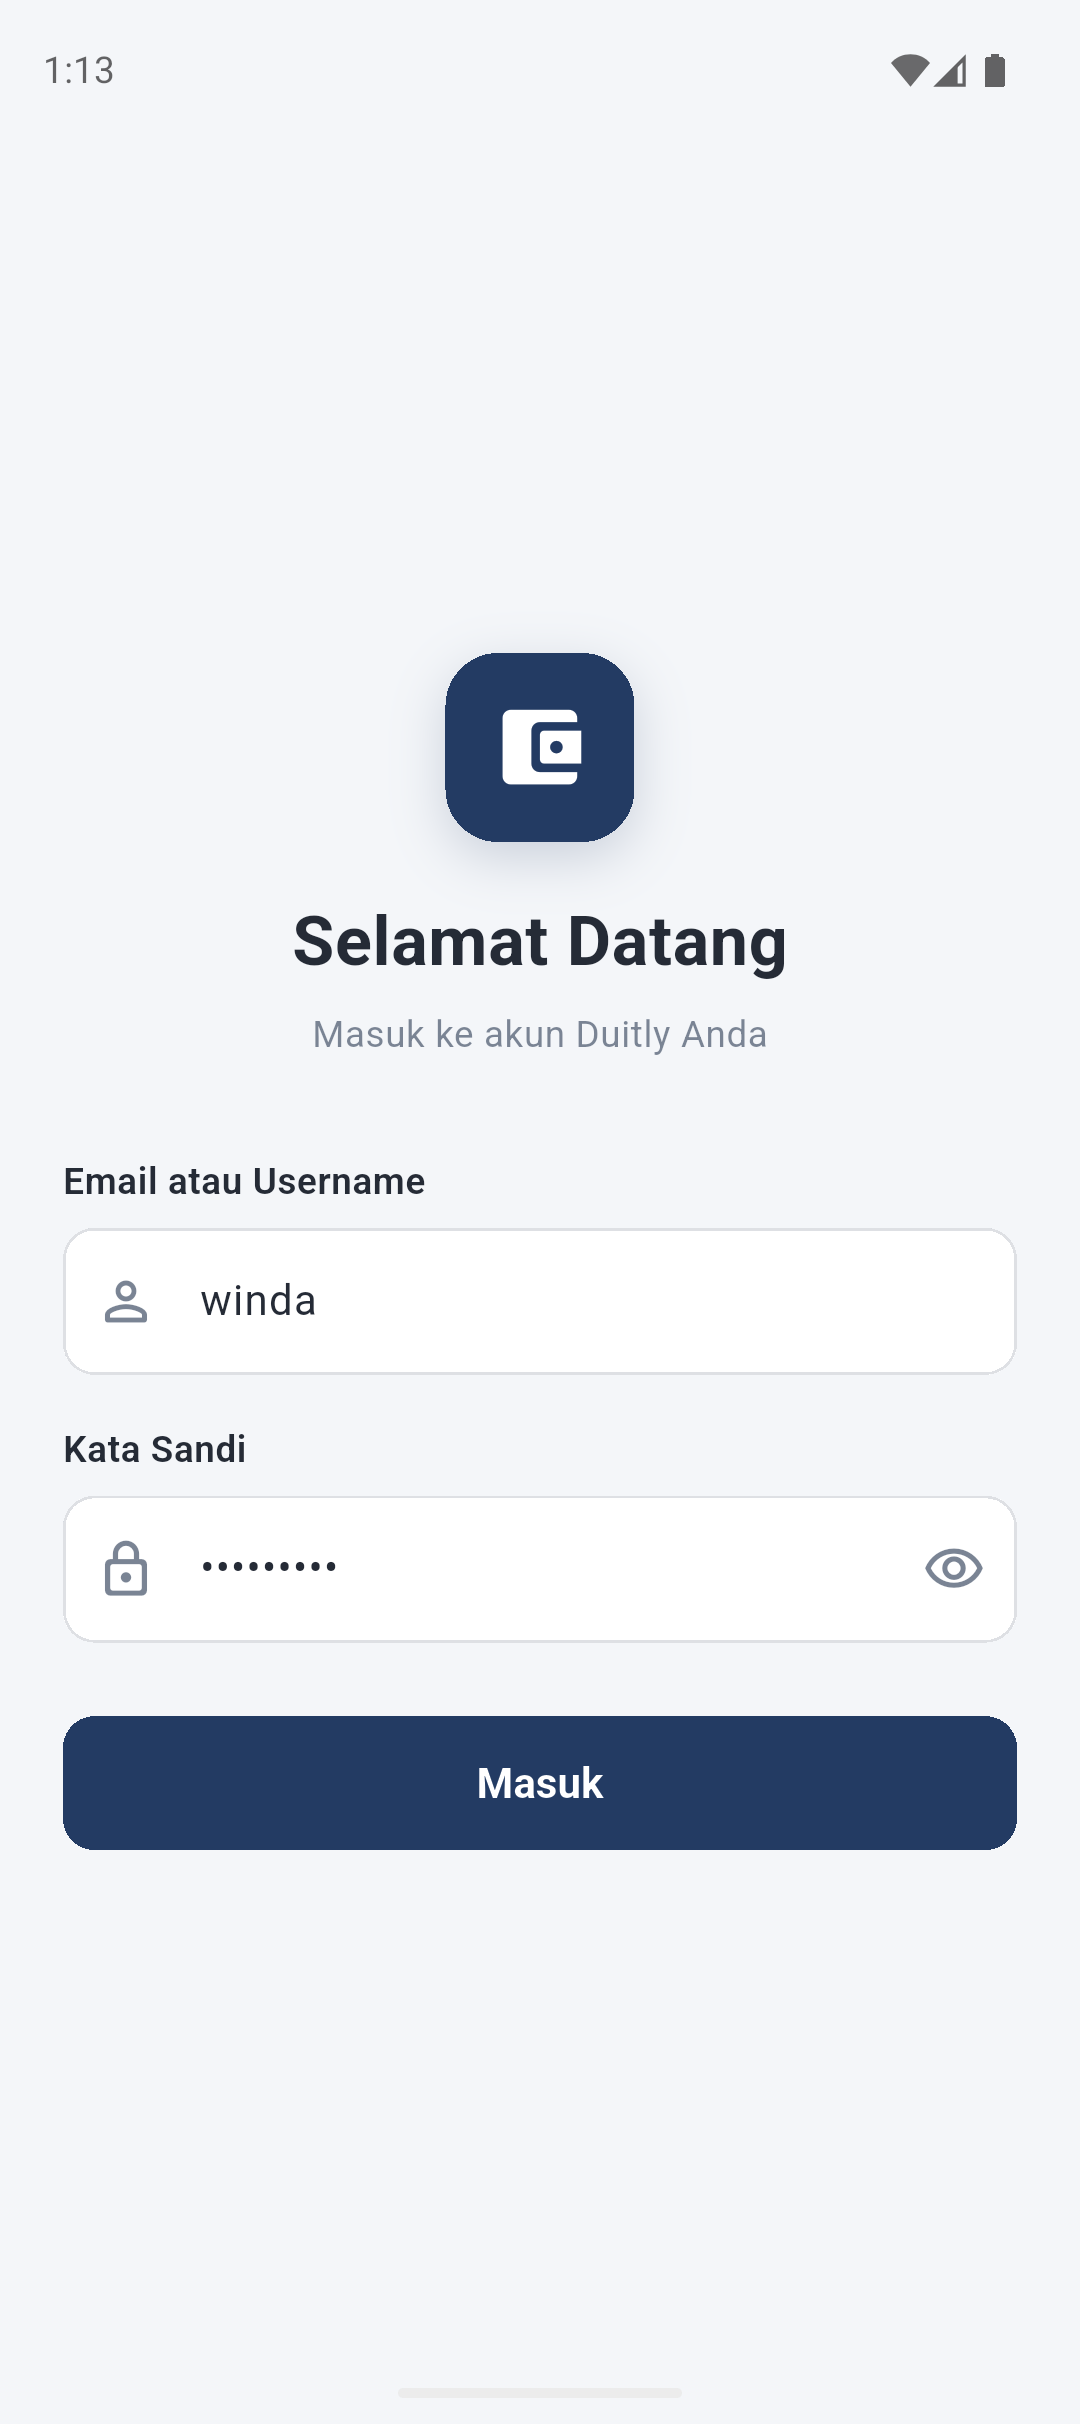 1:13
Selamat Datang
Masuk ke akun Duitly Anda
Email atau Username
winda
Kata Sandi
•••••••••
Masuk